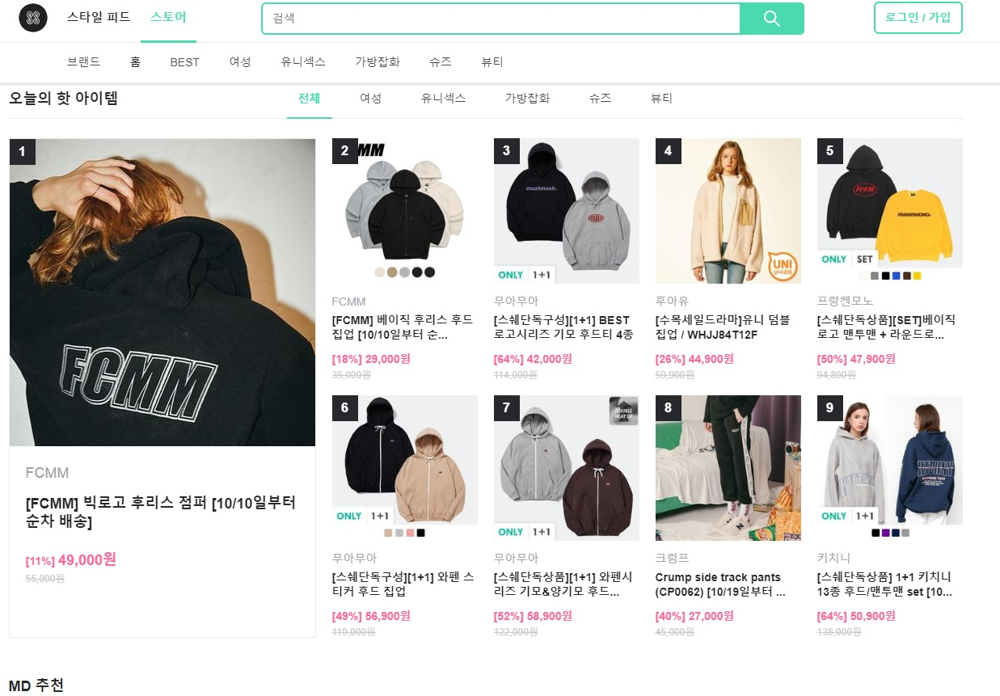 스타일 피드
스토어
검색
로그인 / 가입
브랜드
홈
BEST
여성
유니섹스
가방잡화
슈즈
뷰티
오늘의 핫 아이템
전체
여성
유니섹스
가방잡화
슈즈
뷰티
1
FCMM
FCMM
[FCMM] 빅로고 후리스 점퍼 [10/10일부터
순차 배송]
[11%] 49,000원
55,000원
2
MM
FCMM
[FCMM] 베이직 후리스 후드
집업 [10/10일부터 순...
[18%] 29,000원
35,000원
3
muahmuah.
ONLY 1+1
무아무아
[스쉐단독구성][1+1] BEST
로고시리즈 기모 후드티 4종
[64%] 42,000원
114,000원
4
UNI
남녀공용
후아유
[수목세일드라마]유니 덤블
집업 / WHJJ84T12F
[26%] 44,900원
59,900원
5
FRANKENMONO
ONLY SET
프랑켄모노
[스쉐단독상품][SET]베이직
로고 맨투맨 + 라운드로...
[50%] 47,900원
94,800원
6
ONLY 1+1
무아무아
[스쉐단독구성][1+1] 와펜 스
티커 후드 집업
[49%] 56,900원
110,000원
7
DOUBLE
HEAT UP
ONLY 1+1
무아무아
[스쉐단독상품][1+1] 와펜시
리즈 기모&양기모 후드...
[52%] 58,900원
122,000원
8
크럼프
Crump side track pants
(CP0062) [10/19일부터 ...
[40%] 27,000원
45,000원
9
ONLY 1+1
키치니
[스쉐단독상품] 1+1 키치니
13종 후드/맨투맨 set [10...
[64%] 50,900원
138,000원
MD 추천